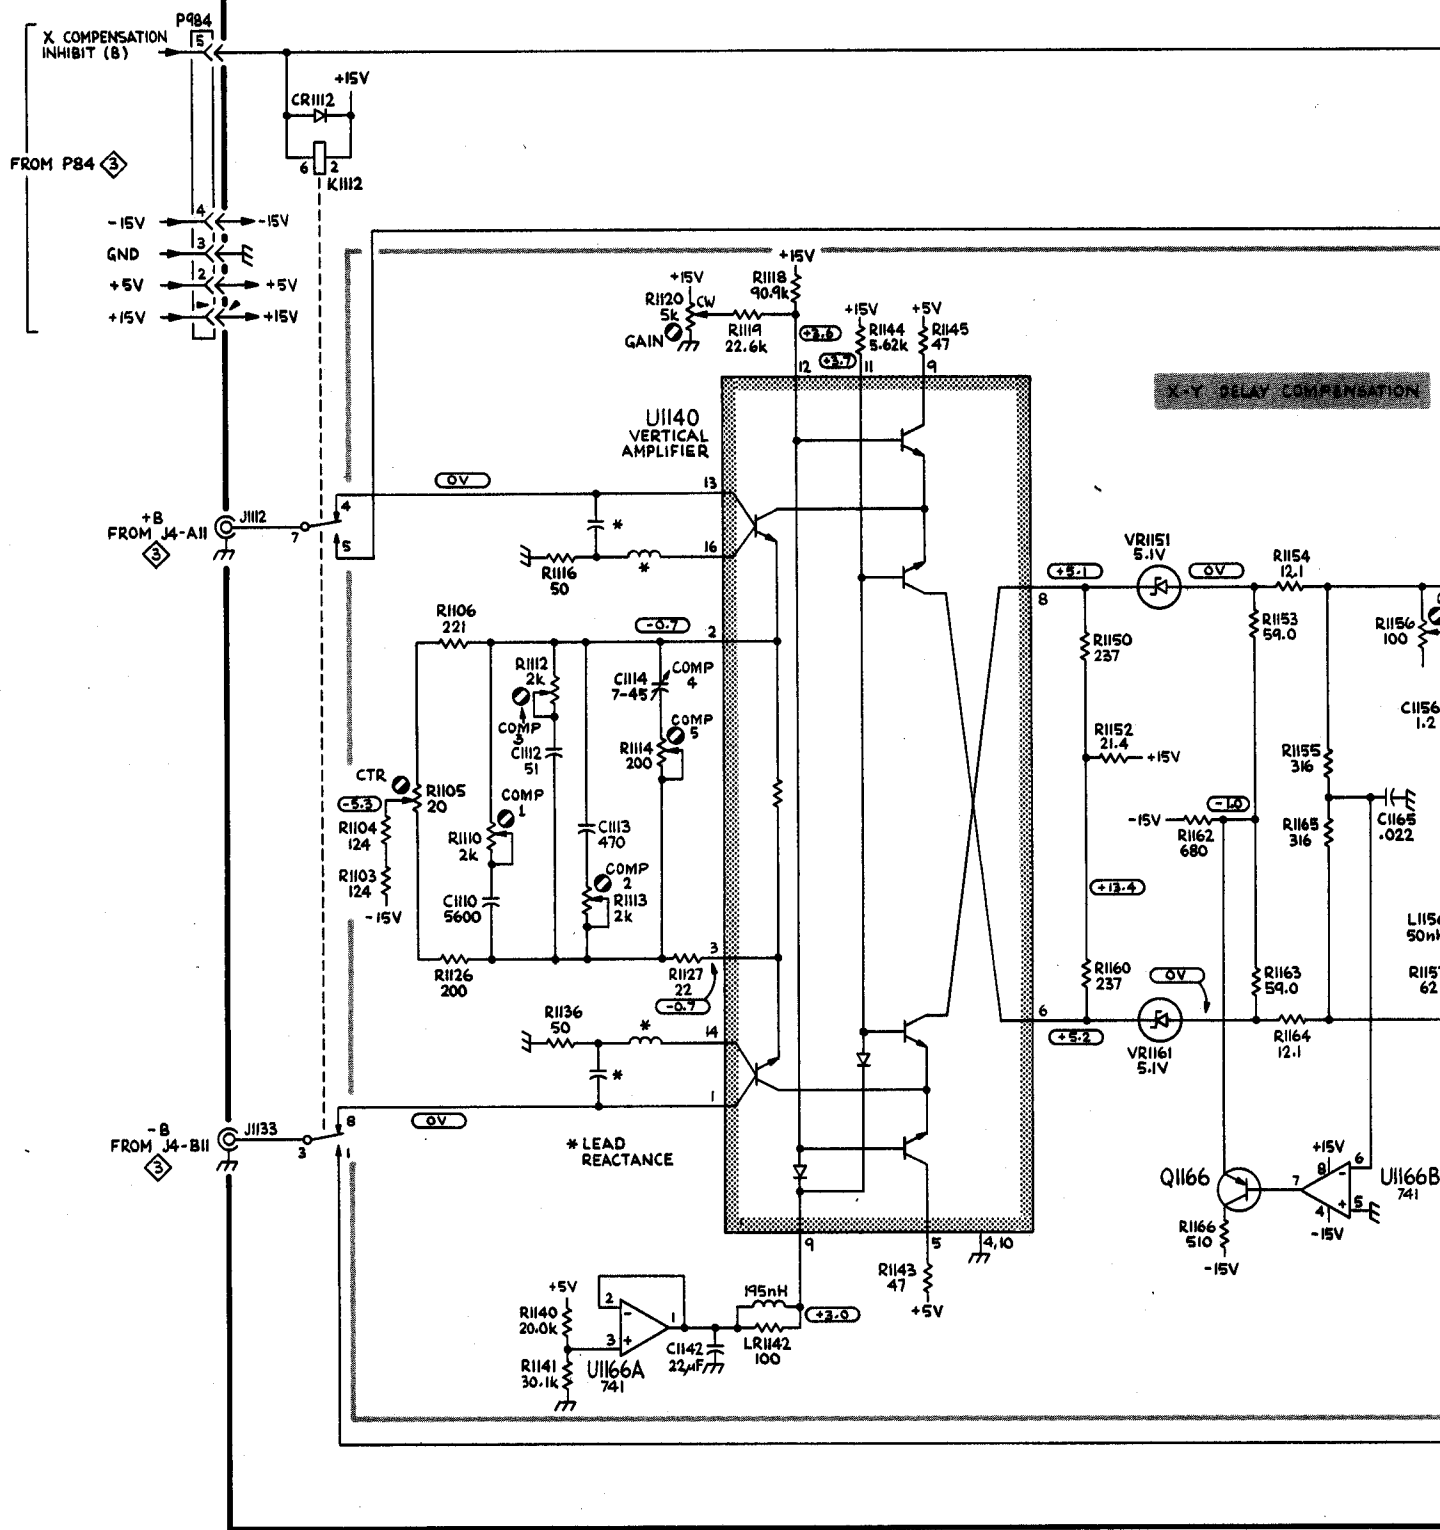 P984
X COMPENSATION
INHIBIT (B)
5
+15V
CR1112
6 2
K1112
FROM P84 3
-15V 4 -15V
GND 3
+5V 2 +5V
+15V +15V
+15V
R1118
90.9k
+15V
R1120
5k
CW
GAIN
R1119
22.6k
+3.6
+3.7
+15V
R1144
5.62k
+5V
R1145
47
12 11 9
X-Y DELAY COMPENSATION
U1140
VERTICAL
AMPLIFIER
0V
13
4
+B
FROM J4-A11
3
J1112
7
5
*
16
R1116
50
*
VR1151
5.1V
+5.1
8
0V
R1154
12.1
R1106
221
-0.7
2
R1150
237
R1153
59.0
R1156
100
R1112
2k
COMP
3
C1114
7-45
COMP
4
COMP
5
R1114
200
C1112
51
C1156
1.2
R1152
21.4
+15V
R1155
316
CTR
-5.3
R1105
20
COMP
1
R1104
124
R1110
2k
C1113
470
-1.0
-15V
R1162
680
R1165
316
C1165
.022
R1103
124
-15V
COMP
2
R1113
2k
C1110
5600
+13.4
R1126
200
R1127
22
3
-0.7
R1160
237
0V
R1163
59.0
R1136
50
*
14
6
+5.2
VR1161
5.1V
R1164
12.1
*
1
0V
-B
FROM J4-B11
3
J1133
3
8
1
* LEAD
REACTANCE
Q1166
7
+15V
8
6
5
4
-15V
U1166B
741
R1166
510
-15V
9 5 4,10
R1143
47
+5V
+5V
R1140
20.0k
R1141
30.1k
2
3
1
U1166A
741
C1142
22µF
195nH
LR1142
100
+3.0